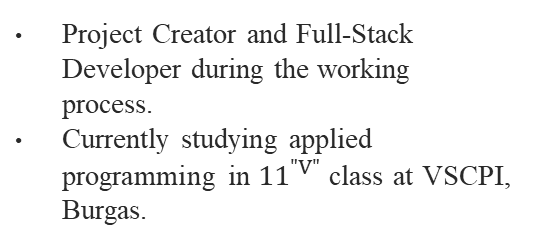 • Project Creator and Full-Stack
Developer during the working
process.
• Currently studying applied
programming in 11"V" class at VSCPI,
Burgas.